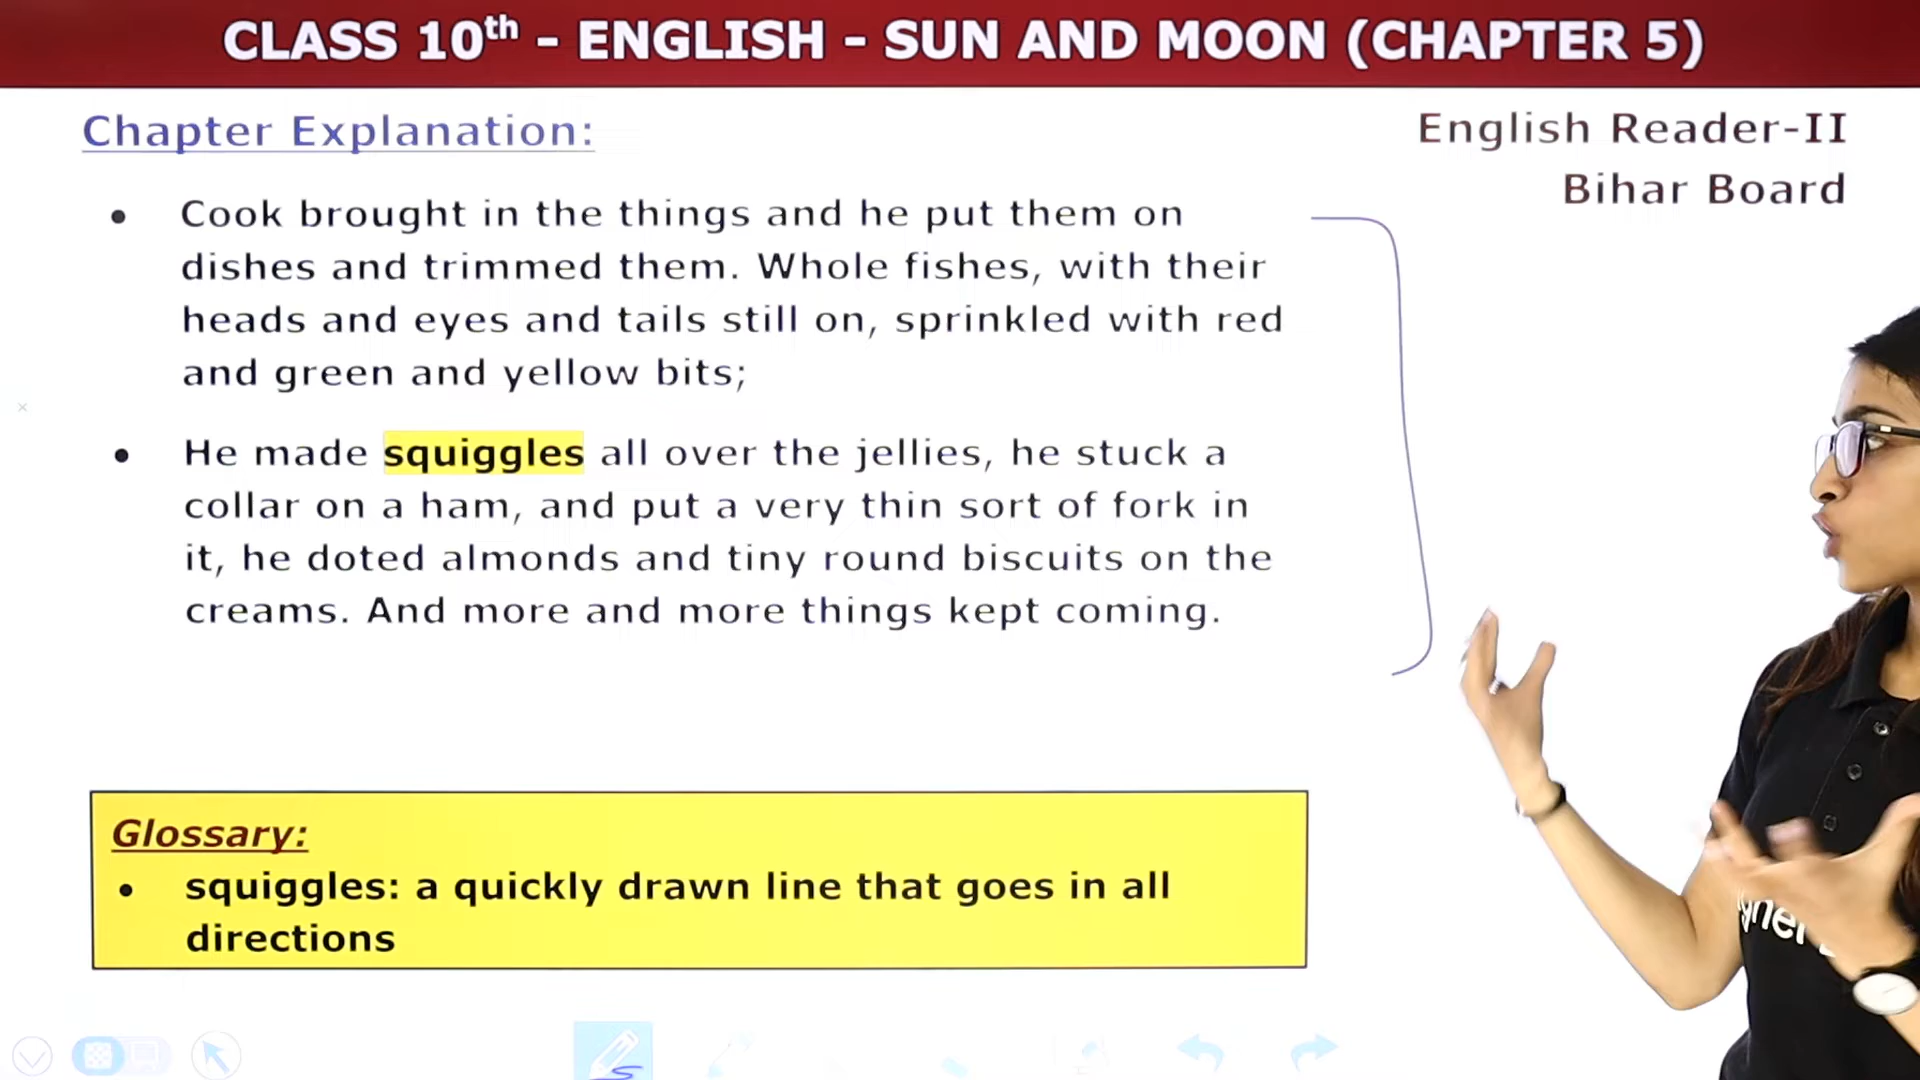 CLASS 10th - ENGLISH - SUN AND MOON (CHAPTER 5)
Chapter Explanation:
English Reader-II
Bihar Board
• Cook brought in the things and he put them on
dishes and trimmed them. Whole fishes, with their
heads and eyes and tails still on, sprinkled with red
and green and yellow bits;
• He made squiggles all over the jellies, he stuck a
collar on a ham, and put a very thin sort of fork in
it, he doted almonds and tiny round biscuits on the
creams. And more and more things kept coming.
Glossary:
• squiggles: a quickly drawn line that goes in all
directions